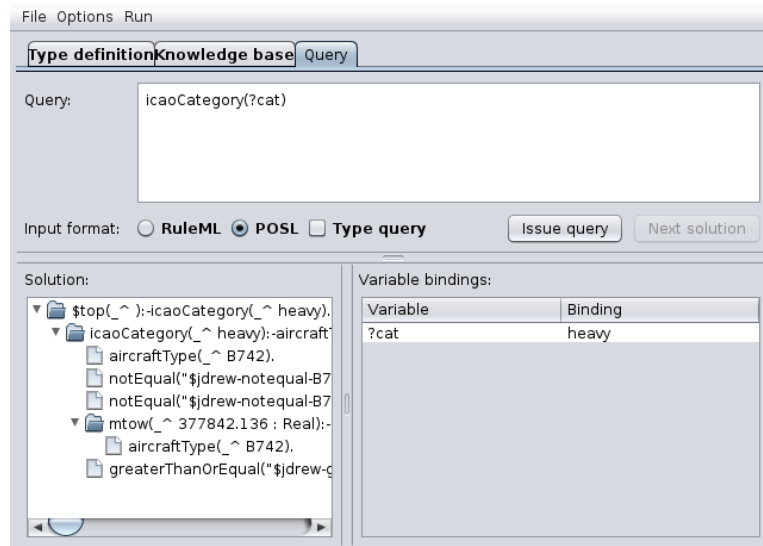 File Options Run
Type definition Knowledge base Query
Query: icaoCategory(?cat)
Input format: RuleML POSL Type query Issue query Next solution
Solution:
$top(_^ ):-icaoCategory(_^ heavy).
icaoCategory(_^ heavy):-aircraft
aircraftType(_^ B742).
notEqual("$jdrew-notequal-B7
notEqual("$jdrew-notequal-B7
mtow(_^ 377842.136 : Real):-
aircraftType(_^ B742).
greaterThanOrEqual("$jdrew-g
Variable bindings:
Variable Binding
?cat heavy